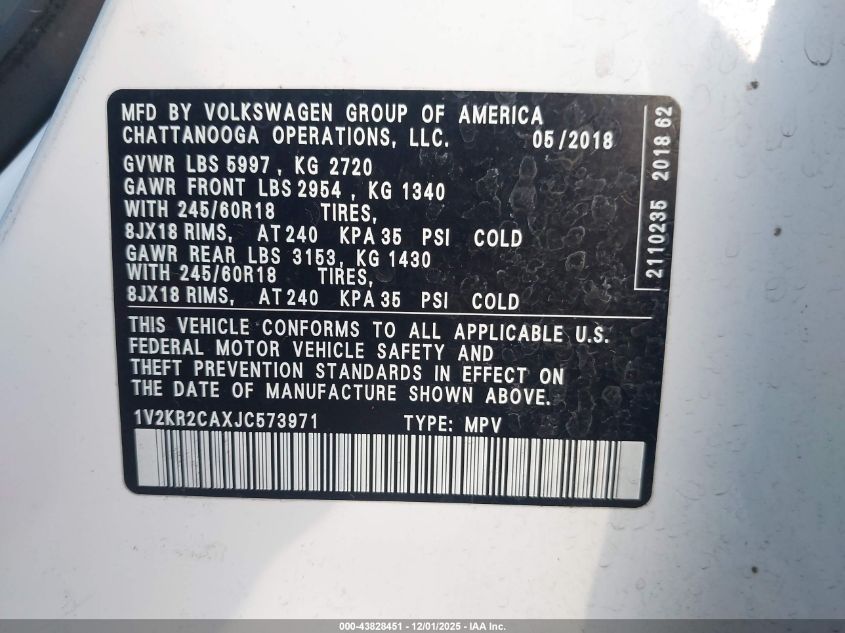 MFD BY VOLKSWAGEN GROUP OF AMERICA
CHATTANOOGA OPERATIONS, LLC. 05/2018
GVWR LBS 5997, KG 2720
GAWR FRONT LBS 2954, KG 1340
WITH 245/60R18 TIRES,
8JX18 RIMS, AT 240 KPA 35 PSI COLD
GAWR REAR LBS 3153, KG 1430
WITH 245/60R18 TIRES,
8JX18 RIMS, AT 240 KPA 35 PSI COLD
THIS VEHICLE CONFORMS TO ALL APPLICABLE U.S.
FEDERAL MOTOR VEHICLE SAFETY AND
THEFT PREVENTION STANDARDS IN EFFECT ON
THE DATE OF MANUFACTURE SHOWN ABOVE.
1V2KR2CAXJC573971 TYPE: MPV
2110235 2018 62
000-43828451 - 12/01/2025 - IAA Inc.